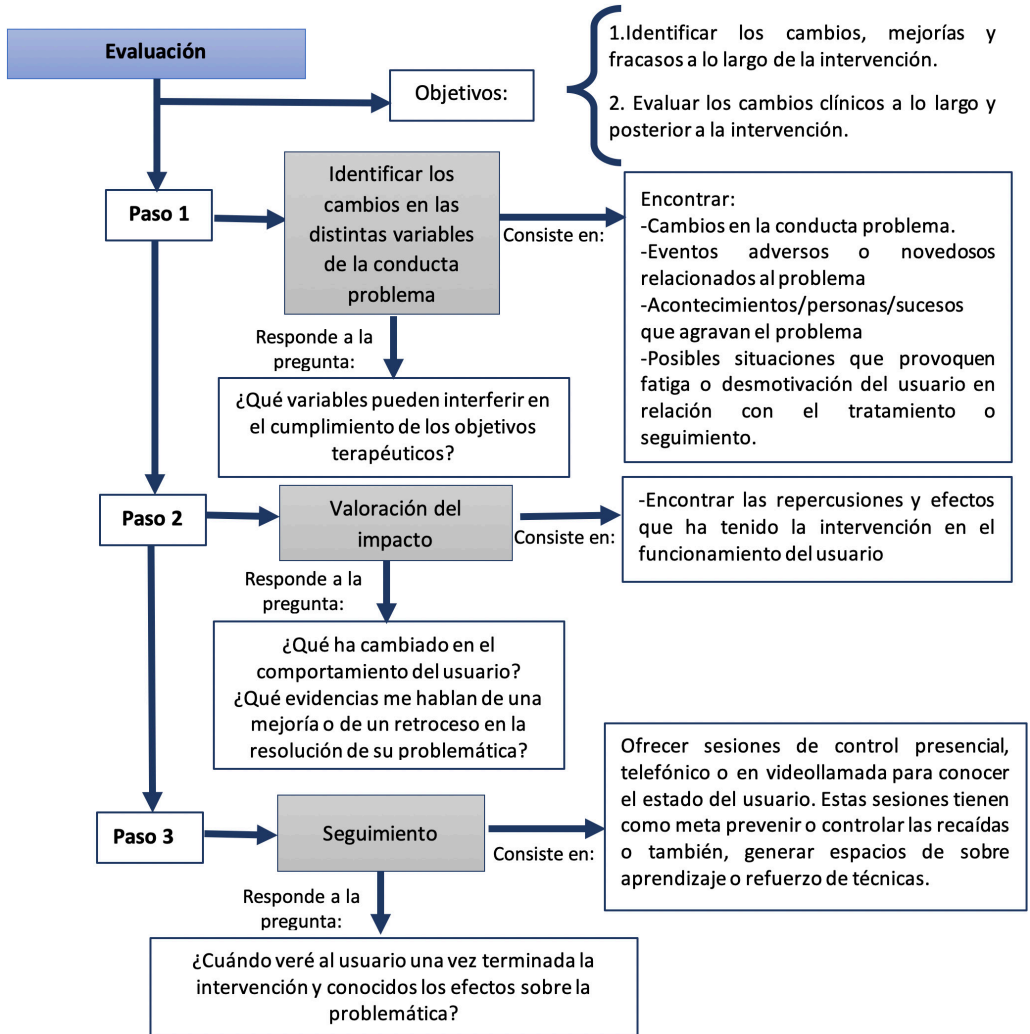 Evaluación
Objetivos:
1.Identificar los cambios, mejorías y
fracasos a lo largo de la intervención.
2. Evaluar los cambios clínicos a lo largo y
posterior a la intervención.
Paso 1
Identificar los
cambios en las
distintas variables
de la conducta
problema
Consiste en:
Encontrar:
-Cambios en la conducta problema.
-Eventos adversos o novedosos
relacionados al problema
-Acontecimientos/personas/sucesos
que agravan el problema
-Posibles situaciones que provoquen
fatiga o desmotivación del usuario en
relación con el tratamiento o
seguimiento.
Responde a la
pregunta:
¿Qué variables pueden interferir en
el cumplimiento de los objetivos
terapéuticos?
Paso 2
Valoración del
impacto
Consiste en:
-Encontrar las repercusiones y efectos
que ha tenido la intervención en el
funcionamiento del usuario
Responde a la
pregunta:
¿Qué ha cambiado en el
comportamiento del usuario?
¿Qué evidencias me hablan de una
mejoría o de un retroceso en la
resolución de su problemática?
Paso 3
Seguimiento
Consiste en:
Ofrecer sesiones de control presencial,
telefónico o en videollamada para conocer
el estado del usuario. Estas sesiones tienen
como meta prevenir o controlar las recaídas
o también, generar espacios de sobre
aprendizaje o refuerzo de técnicas.
Responde a la
pregunta:
¿Cuándo veré al usuario una vez terminada la
intervención y conocidos los efectos sobre la
problemática?